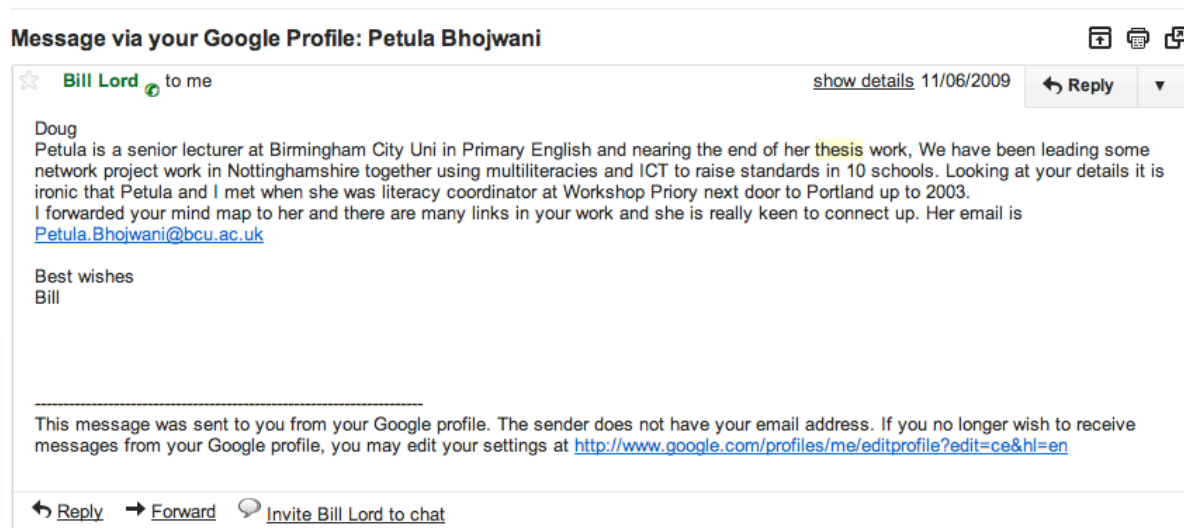 Message via your Google Profile: Petula Bhojwani
Bill Lord to me show details 11/06/2009 Reply
Doug
Petula is a senior lecturer at Birmingham City Uni in Primary English and nearing the end of her thesis work, We have been leading some
network project work in Nottinghamshire together using multiliteracies and ICT to raise standards in 10 schools. Looking at your details it is
ironic that Petula and I met when she was literacy coordinator at Workshop Priory next door to Portland up to 2003.
I forwarded your mind map to her and there are many links in your work and she is really keen to connect up. Her email is
Petula.Bhojwani@bcu.ac.uk
Best wishes
Bill
----------------------------------------------------------------------
This message was sent to you from your Google profile. The sender does not have your email address. If you no longer wish to receive
messages from your Google profile, you may edit your settings at http://www.google.com/profiles/me/editprofile?edit=ce&hl=en
Reply Forward Invite Bill Lord to chat